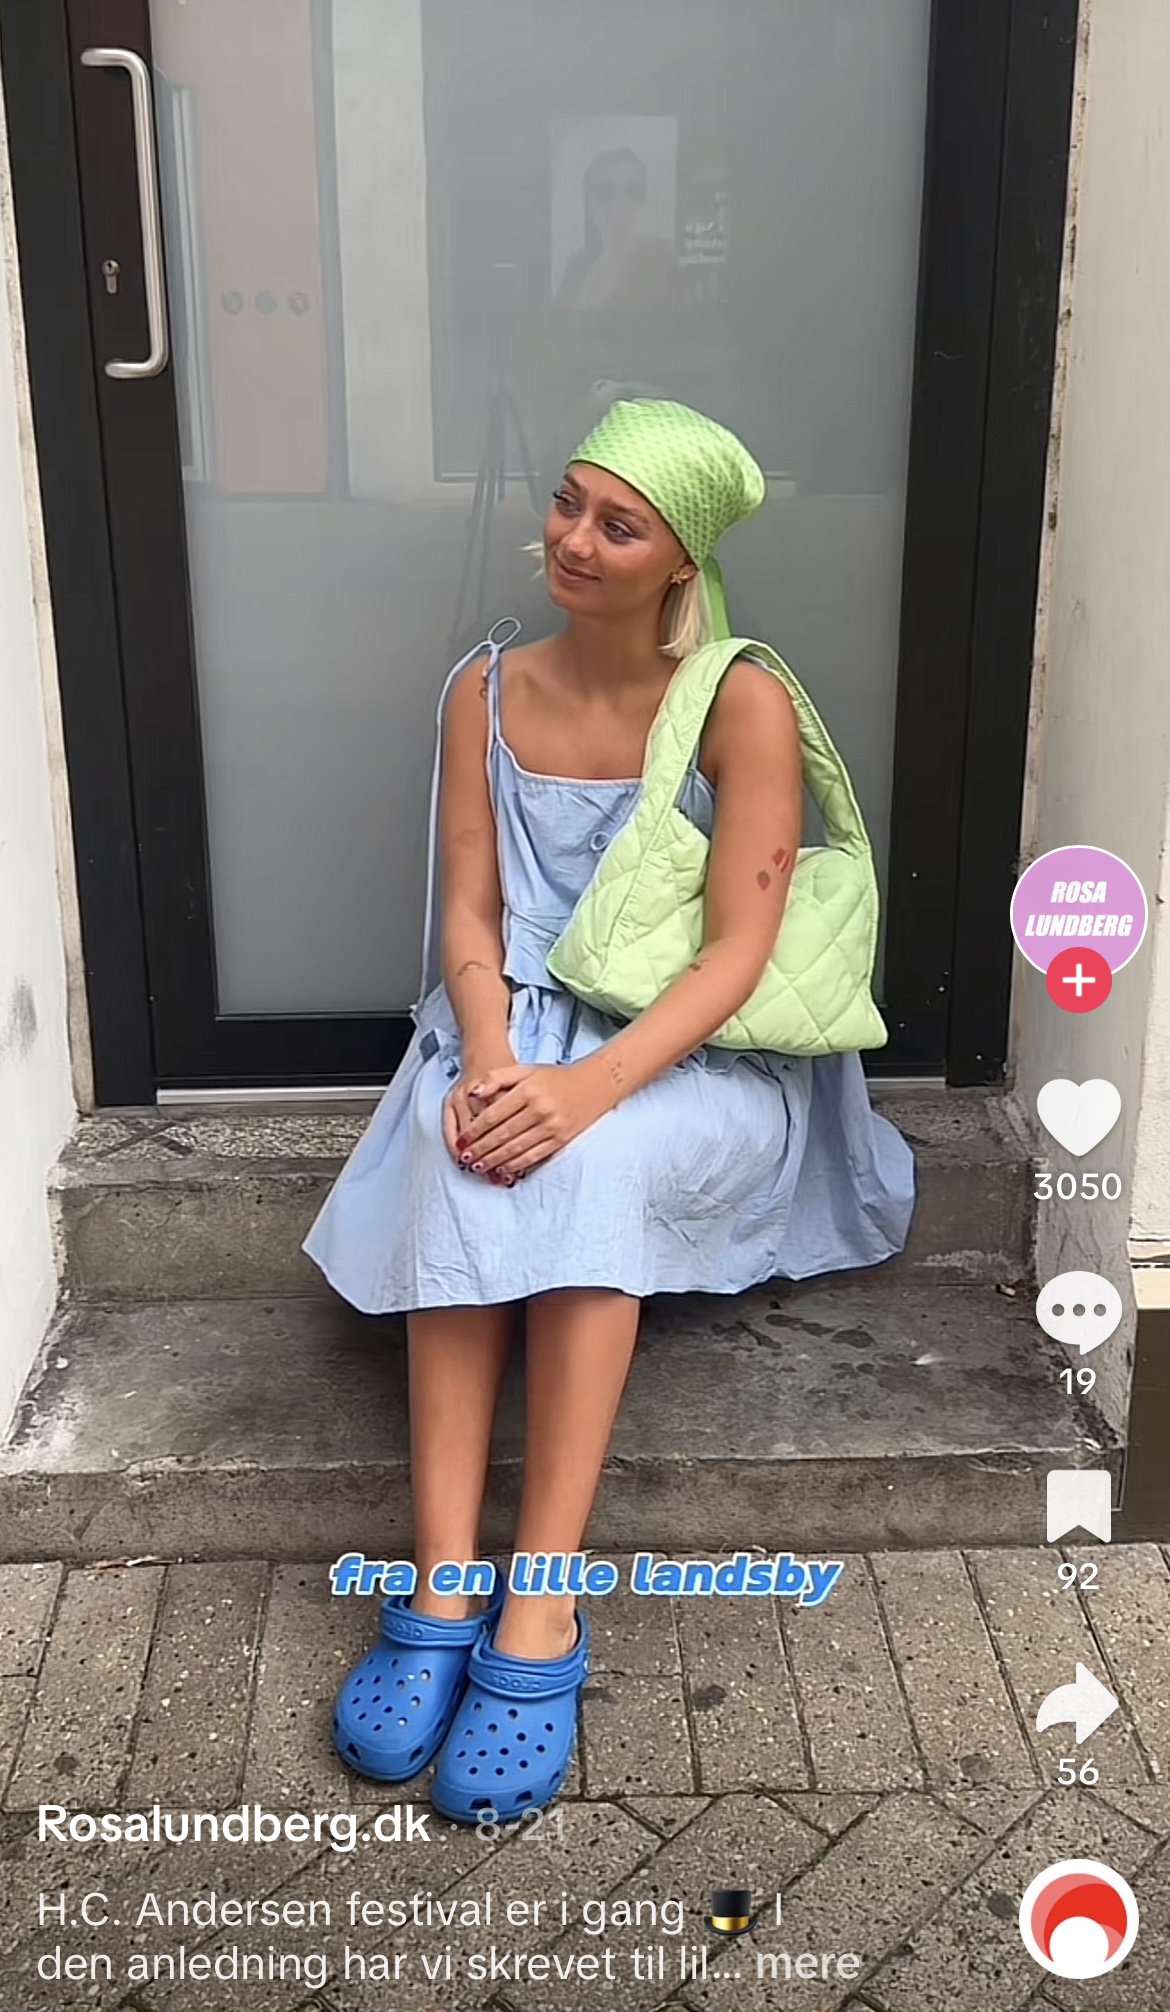 ROSA
LUNDBERG
3050
19
92
56
fra en lille landsby
Rosalundberg.dk · 8-21
H.C. Andersen festival er i gang 🎩 I
den anledning har vi skrevet til lil... mere